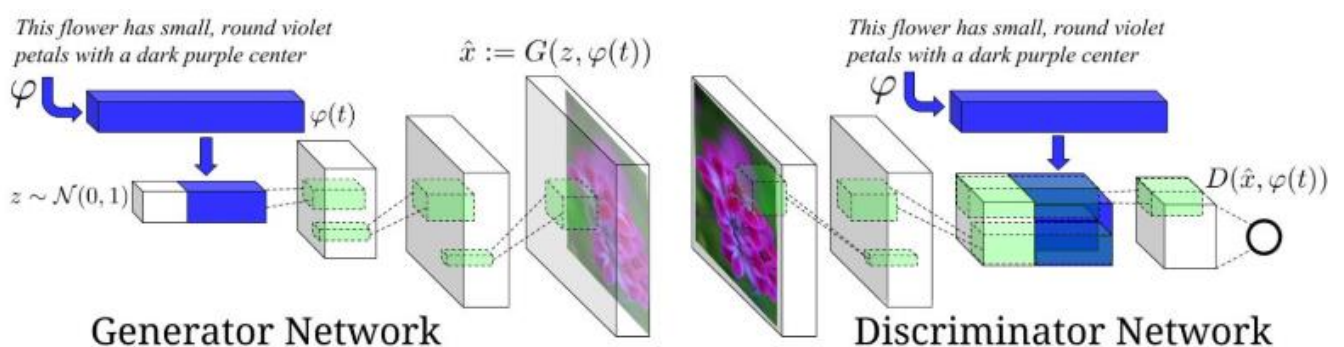 This flower has small, round violet
petals with a dark purple center
φ
φ(t)
z ∼ 𝒩(0, 1)
x̂ := G(z, φ(t))
Generator Network
This flower has small, round violet
petals with a dark purple center
φ
D(x̂, φ(t))
Discriminator Network